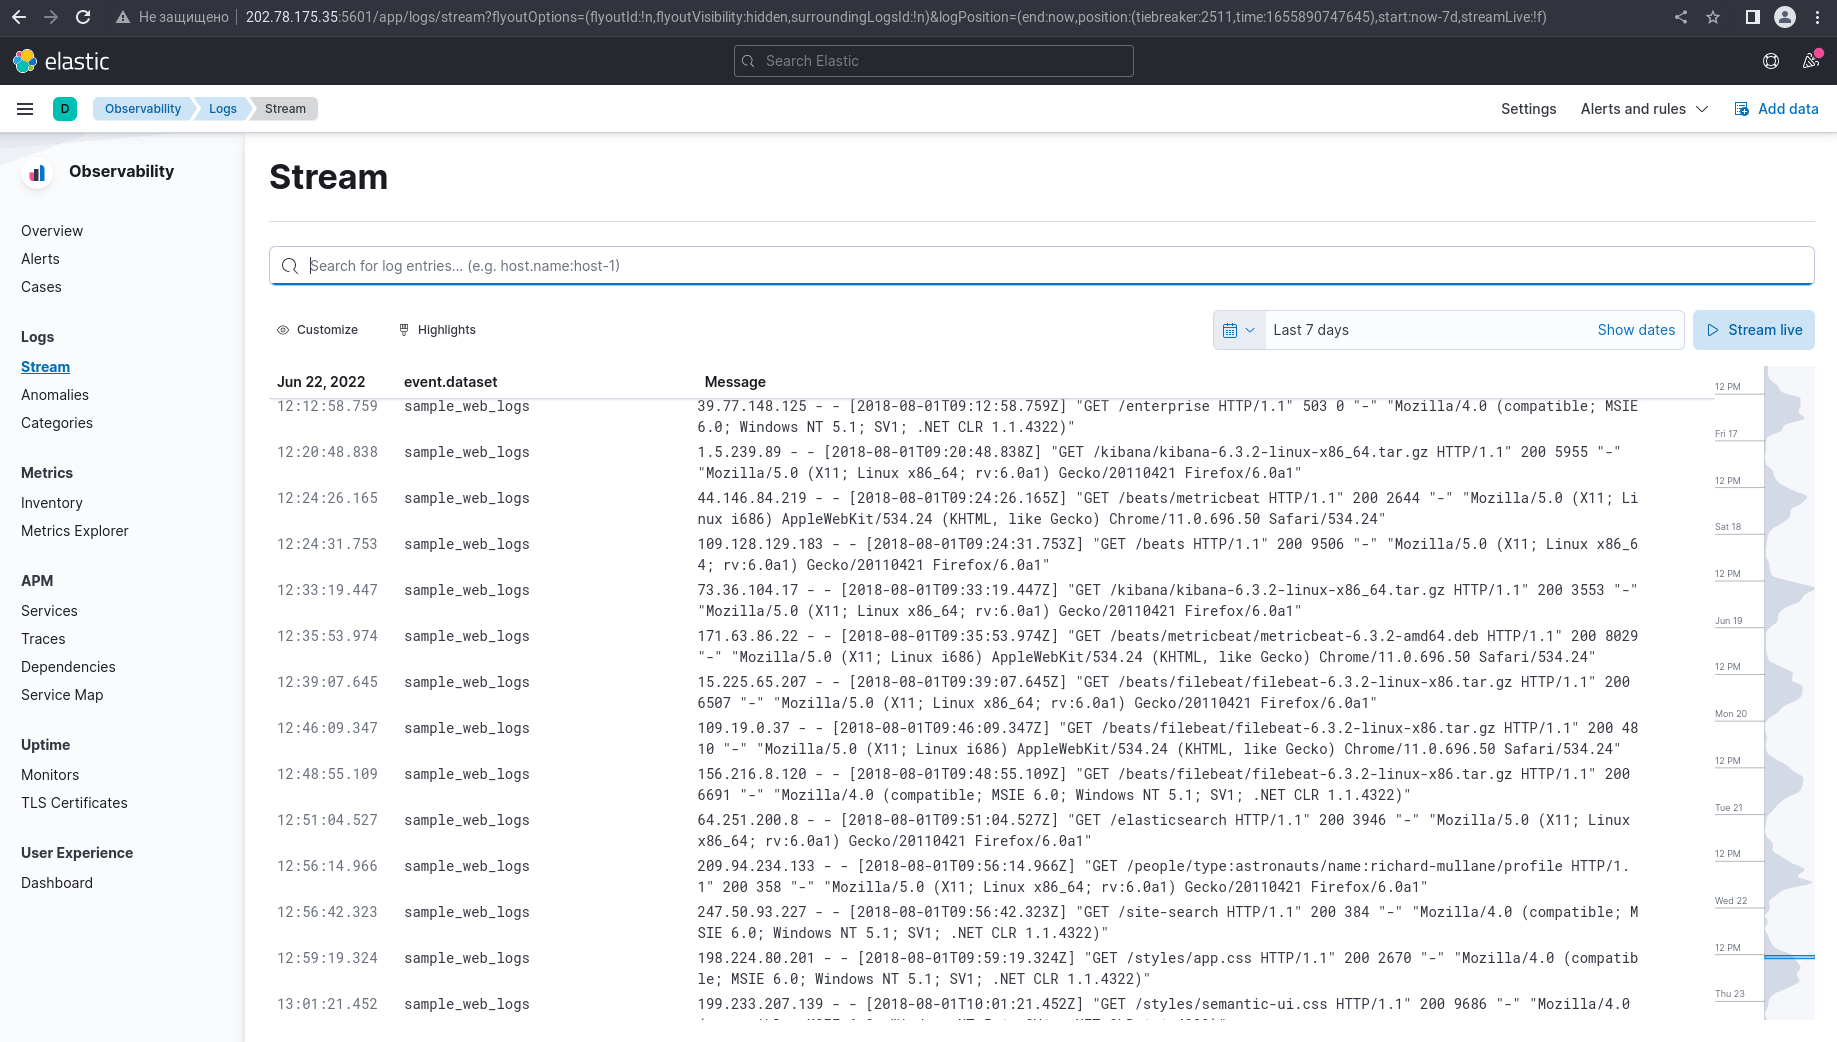 Не защищено
202.78.175.35:5601/app/logs/stream?flyoutOptions=(flyoutId:!n,flyoutVisibility:hidden,surroundingLogsId:!n)&logPosition=(end:now,position:(tiebreaker:2511,time:1655890747645),start:now-7d,streamLive:!f)
elastic
Search Elastic
D
Observability
Logs
Stream
Settings
Alerts and rules
Add data
Observability
Overview
Alerts
Cases
Logs
Stream
Anomalies
Categories
Metrics
Inventory
Metrics Explorer
APM
Services
Traces
Dependencies
Service Map
Uptime
Monitors
TLS Certificates
User Experience
Dashboard
Stream
Search for log entries... (e.g. host.name:host-1)
Customize
Highlights
Last 7 days
Show dates
Stream live
Jun 22, 2022 event.dataset Message
12:12:58.759 sample_web_logs 39.77.148.125 - - [2018-08-01T09:12:58.759Z] "GET /enterprise HTTP/1.1" 503 0 "-" "Mozilla/4.0 (compatible; MSIE
6.0; Windows NT 5.1; SV1; .NET CLR 1.1.4322)"
12:20:48.838 sample_web_logs 1.5.239.89 - - [2018-08-01T09:20:48.838Z] "GET /kibana/kibana-6.3.2-linux-x86_64.tar.gz HTTP/1.1" 200 5955 "-"
"Mozilla/5.0 (X11; Linux x86_64; rv:6.0a1) Gecko/20110421 Firefox/6.0a1"
12:24:26.165 sample_web_logs 44.146.84.219 - - [2018-08-01T09:24:26.165Z] "GET /beats/metricbeat HTTP/1.1" 200 2644 "-" "Mozilla/5.0 (X11; Li
nux i686) AppleWebKit/534.24 (KHTML, like Gecko) Chrome/11.0.696.50 Safari/534.24"
12:24:31.753 sample_web_logs 109.128.129.183 - - [2018-08-01T09:24:31.753Z] "GET /beats HTTP/1.1" 200 9506 "-" "Mozilla/5.0 (X11; Linux x86_6
4; rv:6.0a1) Gecko/20110421 Firefox/6.0a1"
12:33:19.447 sample_web_logs 73.36.104.17 - - [2018-08-01T09:33:19.447Z] "GET /kibana/kibana-6.3.2-linux-x86_64.tar.gz HTTP/1.1" 200 3553 "-"
"Mozilla/5.0 (X11; Linux x86_64; rv:6.0a1) Gecko/20110421 Firefox/6.0a1"
12:35:53.974 sample_web_logs 171.63.86.22 - - [2018-08-01T09:35:53.974Z] "GET /beats/metricbeat/metricbeat-6.3.2-amd64.deb HTTP/1.1" 200 8029
"-" "Mozilla/5.0 (X11; Linux i686) AppleWebKit/534.24 (KHTML, like Gecko) Chrome/11.0.696.50 Safari/534.24"
12:39:07.645 sample_web_logs 15.225.65.207 - - [2018-08-01T09:39:07.645Z] "GET /beats/filebeat/filebeat-6.3.2-linux-x86.tar.gz HTTP/1.1" 200
6507 "-" "Mozilla/5.0 (X11; Linux x86_64; rv:6.0a1) Gecko/20110421 Firefox/6.0a1"
12:46:09.347 sample_web_logs 109.19.0.37 - - [2018-08-01T09:46:09.347Z] "GET /beats/filebeat/filebeat-6.3.2-linux-x86.tar.gz HTTP/1.1" 200 48
10 "-" "Mozilla/5.0 (X11; Linux i686) AppleWebKit/534.24 (KHTML, like Gecko) Chrome/11.0.696.50 Safari/534.24"
12:48:55.109 sample_web_logs 156.216.8.120 - - [2018-08-01T09:48:55.109Z] "GET /beats/filebeat/filebeat-6.3.2-linux-x86.tar.gz HTTP/1.1" 200
6691 "-" "Mozilla/4.0 (compatible; MSIE 6.0; Windows NT 5.1; SV1; .NET CLR 1.1.4322)"
12:51:04.527 sample_web_logs 64.251.200.8 - - [2018-08-01T09:51:04.527Z] "GET /elasticsearch HTTP/1.1" 200 3946 "-" "Mozilla/5.0 (X11; Linux
x86_64; rv:6.0a1) Gecko/20110421 Firefox/6.0a1"
12:56:14.966 sample_web_logs 209.94.234.133 - - [2018-08-01T09:56:14.966Z] "GET /people/type:astronauts/name:richard-mullane/profile HTTP/1.
1" 200 358 "-" "Mozilla/5.0 (X11; Linux x86_64; rv:6.0a1) Gecko/20110421 Firefox/6.0a1"
12:56:42.323 sample_web_logs 247.50.93.227 - - [2018-08-01T09:56:42.323Z] "GET /site-search HTTP/1.1" 200 384 "-" "Mozilla/4.0 (compatible; M
SIE 6.0; Windows NT 5.1; SV1; .NET CLR 1.1.4322)"
12:59:19.324 sample_web_logs 198.224.80.201 - - [2018-08-01T09:59:19.324Z] "GET /styles/app.css HTTP/1.1" 200 2670 "-" "Mozilla/4.0 (compatib
le; MSIE 6.0; Windows NT 5.1; SV1; .NET CLR 1.1.4322)"
13:01:21.452 sample_web_logs 199.233.207.139 - - [2018-08-01T10:01:21.452Z] "GET /styles/semantic-ui.css HTTP/1.1" 200 9686 "-" "Mozilla/4.0
12 PM
Fri 17
12 PM
Sat 18
12 PM
Jun 19
12 PM
Mon 20
12 PM
Tue 21
12 PM
Wed 22
12 PM
Thu 23